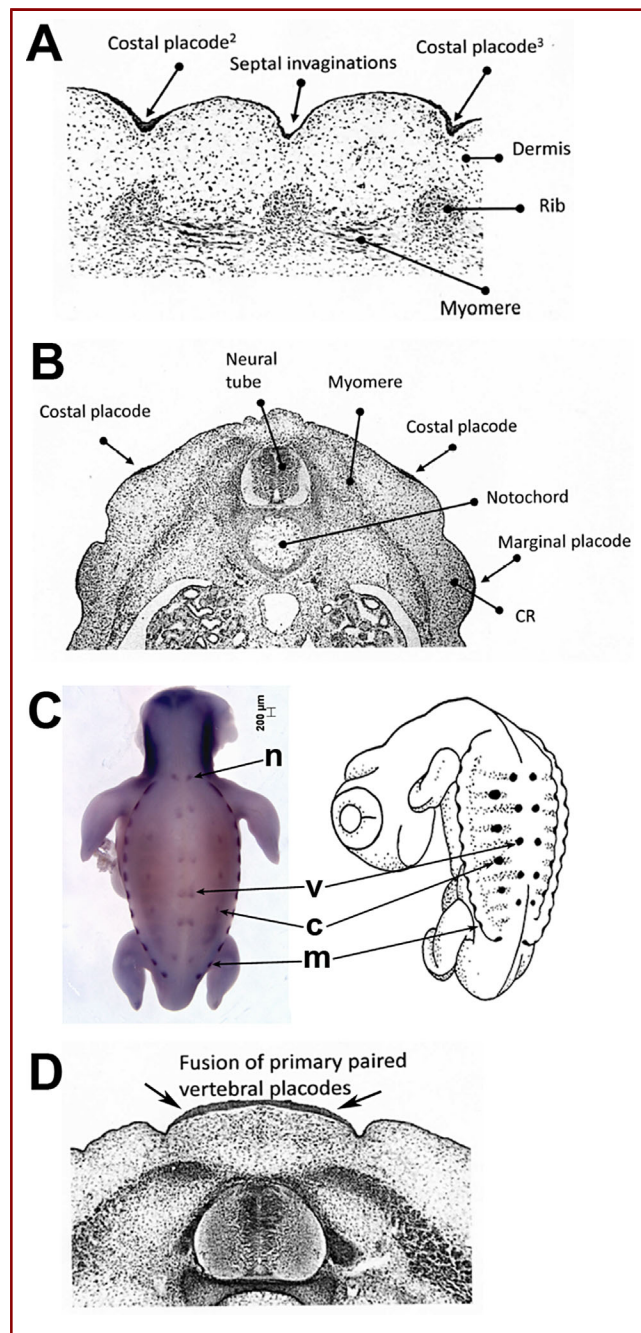 A
Costal placode²
Septal invaginations
Costal placode³
Dermis
Rib
Myomere
B
Neural
tube
Myomere
Costal placode
Costal placode
Notochord
Marginal placode
CR
C
200 µm
n
v
c
m
D
Fusion of primary paired
vertebral placodes